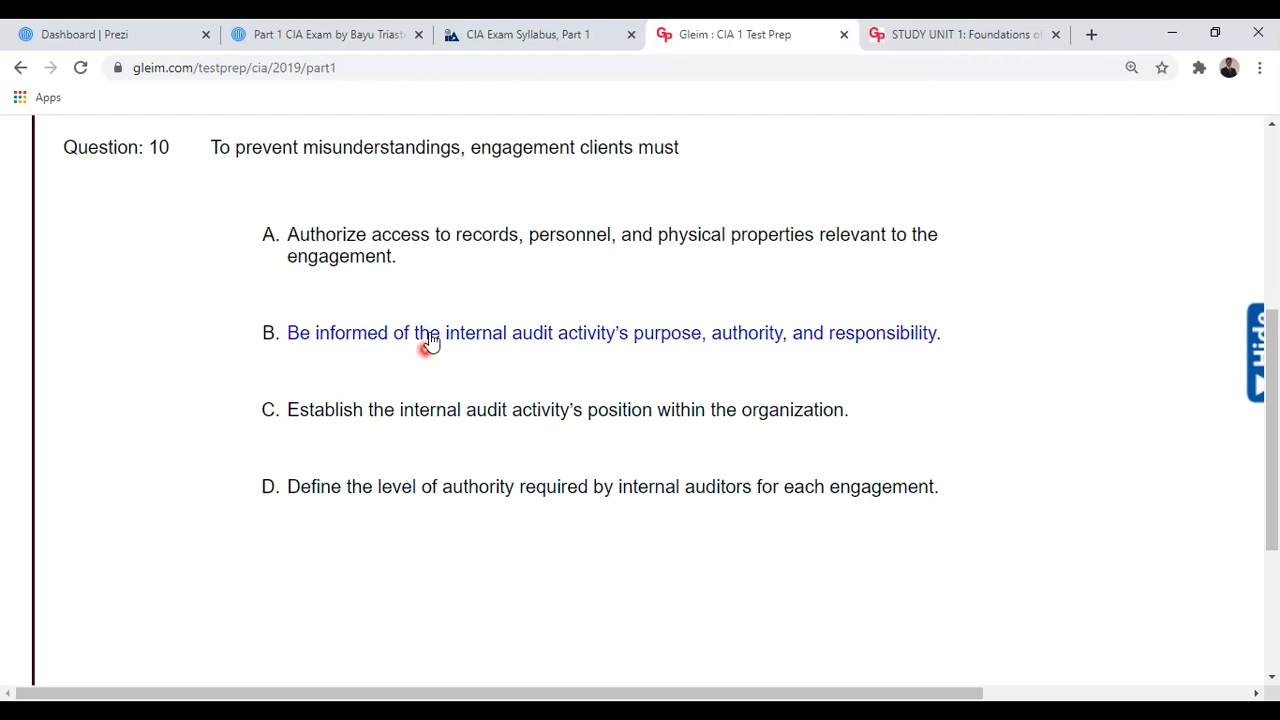 Dashboard | Prezi
Part 1 CIA Exam by Bayu Triast
CIA Exam Syllabus, Part 1
Gleim : CIA 1 Test Prep
STUDY UNIT 1: Foundations of
gleim.com/testprep/cia/2019/part1
Apps
Question: 10 To prevent misunderstandings, engagement clients must
A. Authorize access to records, personnel, and physical properties relevant to the
engagement.
B. Be informed of the internal audit activity's purpose, authority, and responsibility.
Hide
C. Establish the internal audit activity's position within the organization.
D. Define the level of authority required by internal auditors for each engagement.